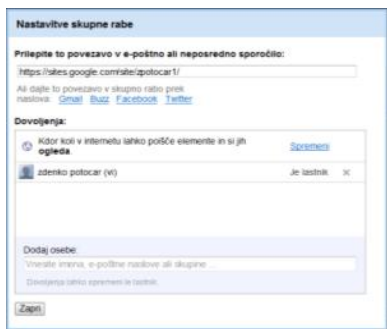 Nastavitve skupne rabe
Prilepite to povezavo v e-poštno ali neposredno sporočilo:
https://sites.google.com/site/zpotocar1/
Ali dajte to povezavo v skupno rabo prek
naslova: Gmail Buzz Facebook Twitter
Dovoljenja:
Kdor koli v internetu lahko poišče elemente in si jih
ogleda. Spremeni
zdenko potocar (vi) Je lastnik
Dodaj osebe:
Vnesite imena, e-poštne naslove ali skupine ...
Dovoljenja lahko spremeni le lastnik.
Zapri